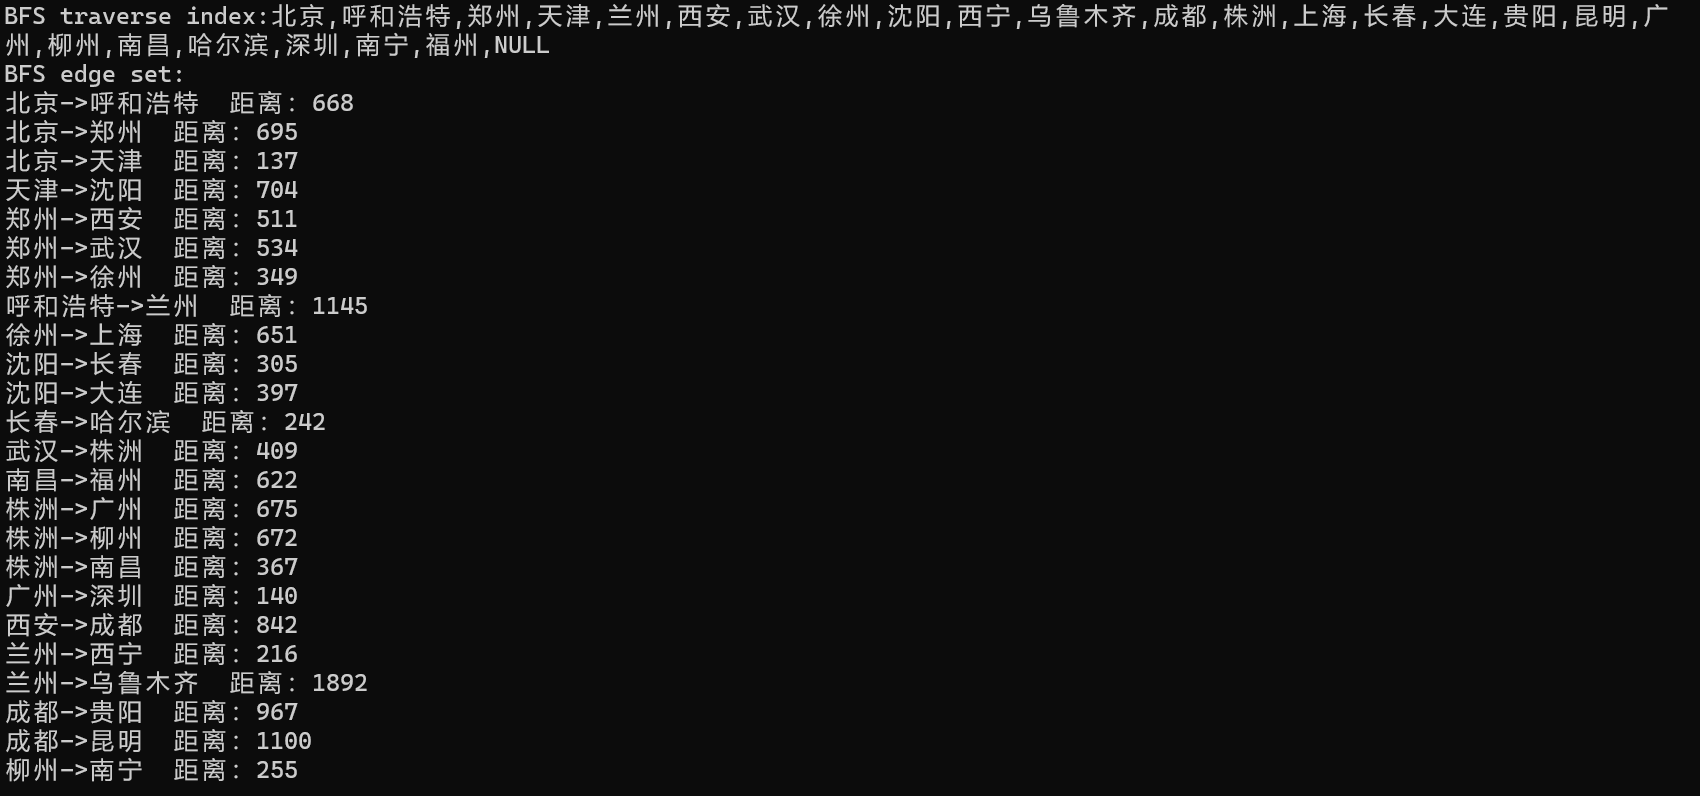 BFS traverse index:北京,呼和浩特,郑州,天津,兰州,西安,武汉,徐州,沈阳,西宁,乌鲁木齐,成都,株洲,上海,长春,大连,贵阳,昆明,广
州,柳州,南昌,哈尔滨,深圳,南宁,福州,NULL
BFS edge set:
北京->呼和浩特  距离: 668
北京->郑州  距离: 695
北京->天津  距离: 137
天津->沈阳  距离: 704
郑州->西安  距离: 511
郑州->武汉  距离: 534
郑州->徐州  距离: 349
呼和浩特->兰州  距离: 1145
徐州->上海  距离: 651
沈阳->长春  距离: 305
沈阳->大连  距离: 397
长春->哈尔滨  距离: 242
武汉->株洲  距离: 409
南昌->福州  距离: 622
株洲->广州  距离: 675
株洲->柳州  距离: 672
株洲->南昌  距离: 367
广州->深圳  距离: 140
西安->成都  距离: 842
兰州->西宁  距离: 216
兰州->乌鲁木齐  距离: 1892
成都->贵阳  距离: 967
成都->昆明  距离: 1100
柳州->南宁  距离: 255